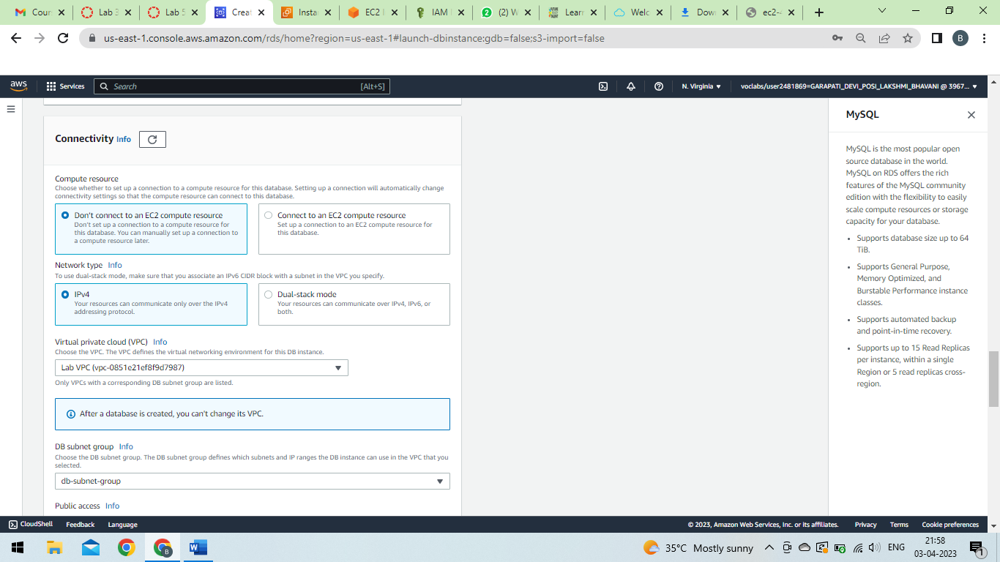 Cour
Lab 3
Lab 5
Creat
Insta
EC2 I
IAM
(2) W
Learn
Welc
Dow
ec2-
us-east-1.console.aws.amazon.com/rds/home?region=us-east-1#launch-dbinstance:gdb=false;s3-import=false
B
aws
Services
Search
[Alt+S]
N. Virginia
voclabs/user2481869=GARAPATI_DEVI_POSI_LAKSHMI_BHAVANI @ 3967...
Connectivity Info
Compute resource
Choose whether to set up a connection to a compute resource for this database. Setting up a connection will automatically change
connectivity settings so that the compute resource can connect to this database.
Don't connect to an EC2 compute resource
Don't set up a connection to a compute resource for
this database. You can manually set up a connection to
a compute resource later.
Connect to an EC2 compute resource
Set up a connection to an EC2 compute resource for
this database.
Network type Info
To use dual-stack mode, make sure that you associate an IPv6 CIDR block with a subnet in the VPC you specify.
IPv4
Your resources can communicate only over the IPv4
addressing protocol.
Dual-stack mode
Your resources can communicate over IPv4, IPv6, or
both.
Virtual private cloud (VPC) Info
Choose the VPC. The VPC defines the virtual networking environment for this DB instance.
Lab VPC (vpc-0851e21ef8f9d7987)
Only VPCs with a corresponding DB subnet group are listed.
After a database is created, you can't change its VPC.
DB subnet group Info
Choose the DB subnet group. The DB subnet group defines which subnets and IP ranges the DB instance can use in the VPC that you
selected.
db-subnet-group
Public access Info
MySQL
MySQL is the most popular open
source database in the world.
MySQL on RDS offers the rich
features of the MySQL community
edition with the flexibility to easily
scale compute resources or storage
capacity for your database.
• Supports database size up to 64
TiB.
• Supports General Purpose,
Memory Optimized, and
Burstable Performance instance
classes.
• Supports automated backup
and point-in-time recovery.
• Supports up to 15 Read Replicas
per instance, within a single
Region or 5 read replicas cross-
region.
CloudShell
Feedback
Language
© 2023, Amazon Web Services, Inc. or its affiliates.
Privacy
Terms
Cookie preferences
35°C Mostly sunny
ENG
21:58
03-04-2023
1